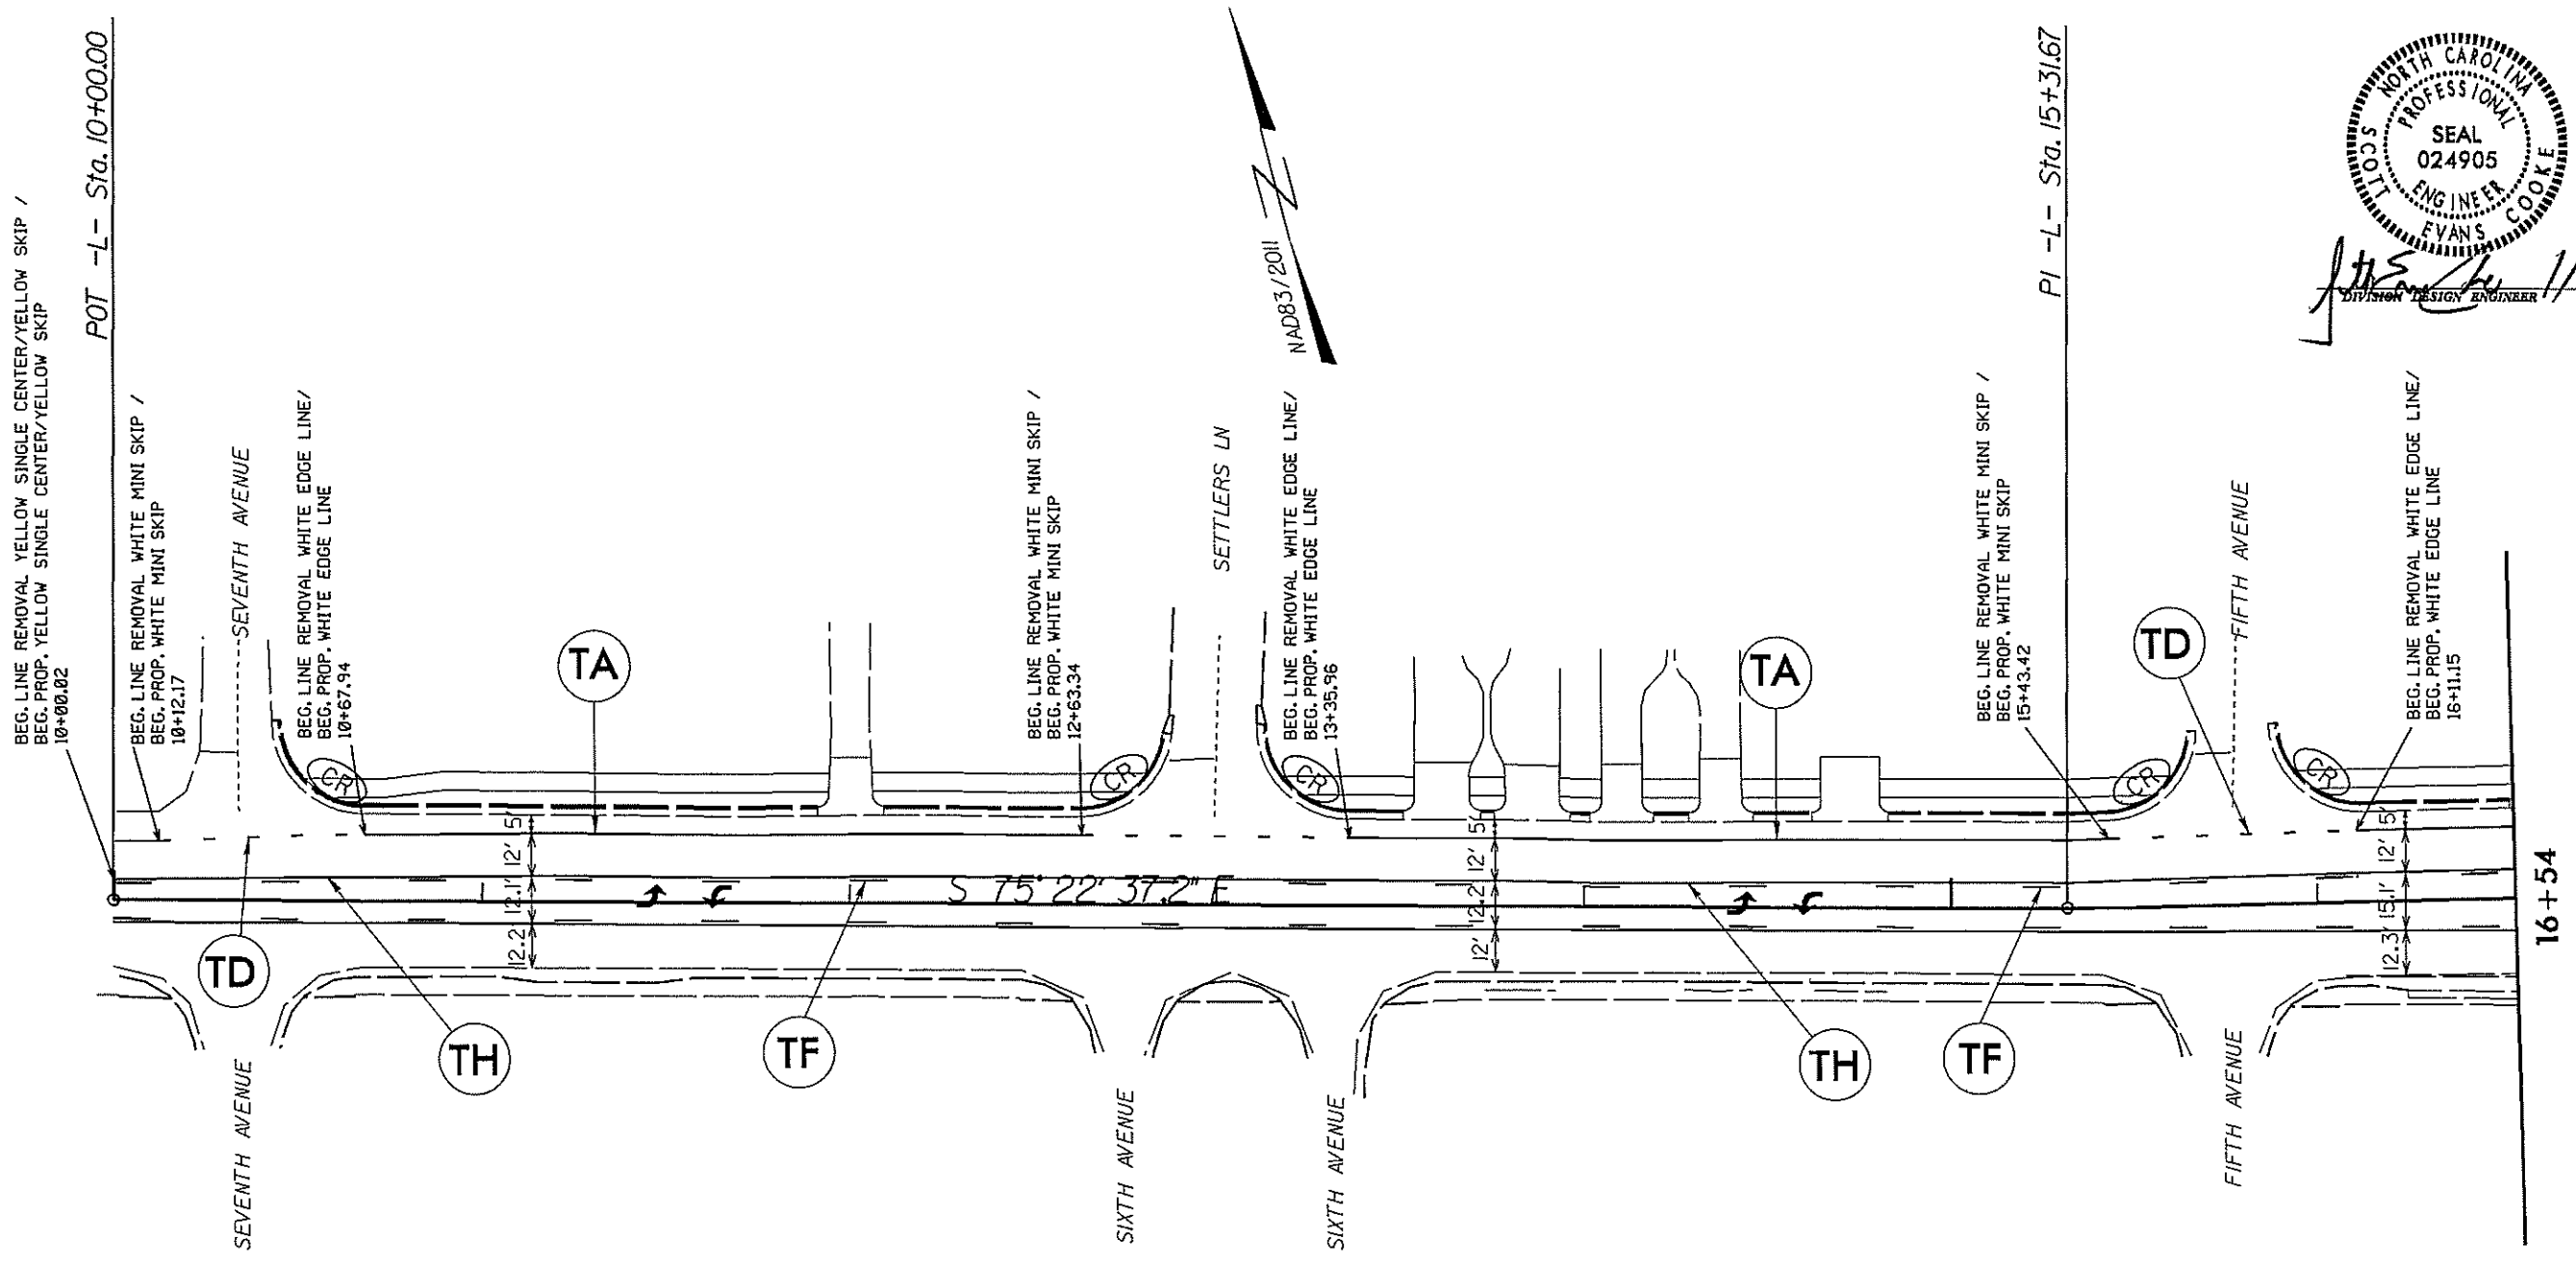 BEG. LINE REMOVAL YELLOW SINGLE CENTER/YELLOW SKIP /
BEG. PROP. YELLOW SINGLE CENTER/YELLOW SKIP
10+00.02
POT -L- Sta. 10+00.00
BEG. LINE REMOVAL WHITE MINI SKIP /
BEG. PROP. WHITE MINI SKIP
10+12.17
SEVENTH AVENUE
BEG. LINE REMOVAL WHITE EDGE LINE/
BEG. PROP. WHITE EDGE LINE
10+67.94
TA
BEG. LINE REMOVAL WHITE MINI SKIP /
BEG. PROP. WHITE MINI SKIP
12+63.34
SETTLERS LN
NAD83/2011
N
BEG. LINE REMOVAL WHITE EDGE LINE/
BEG. PROP. WHITE EDGE LINE
13+35.96
TA
BEG. LINE REMOVAL WHITE MINI SKIP /
BEG. PROP. WHITE MINI SKIP
15+43.42
PI -L- Sta. 15+31.67
TD
FIFTH AVENUE
BEG. LINE REMOVAL WHITE EDGE LINE/
BEG. PROP. WHITE EDGE LINE
16+11.15
NORTH CAROLINA
PROFESSIONAL
SEAL
024905
ENGINEER
SCOTT EVANS COOKE
DIVISION DESIGN ENGINEER
CR
CR
CR
CR
CR
5'
12'
12.1'
12.2
S 75° 22' 37.2" E
5'
12'
12.2'
12'
5'
12'
15.1'
12.3'
TD
TH
TF
TH
TF
SEVENTH AVENUE
SIXTH AVENUE
SIXTH AVENUE
FIFTH AVENUE
16+54